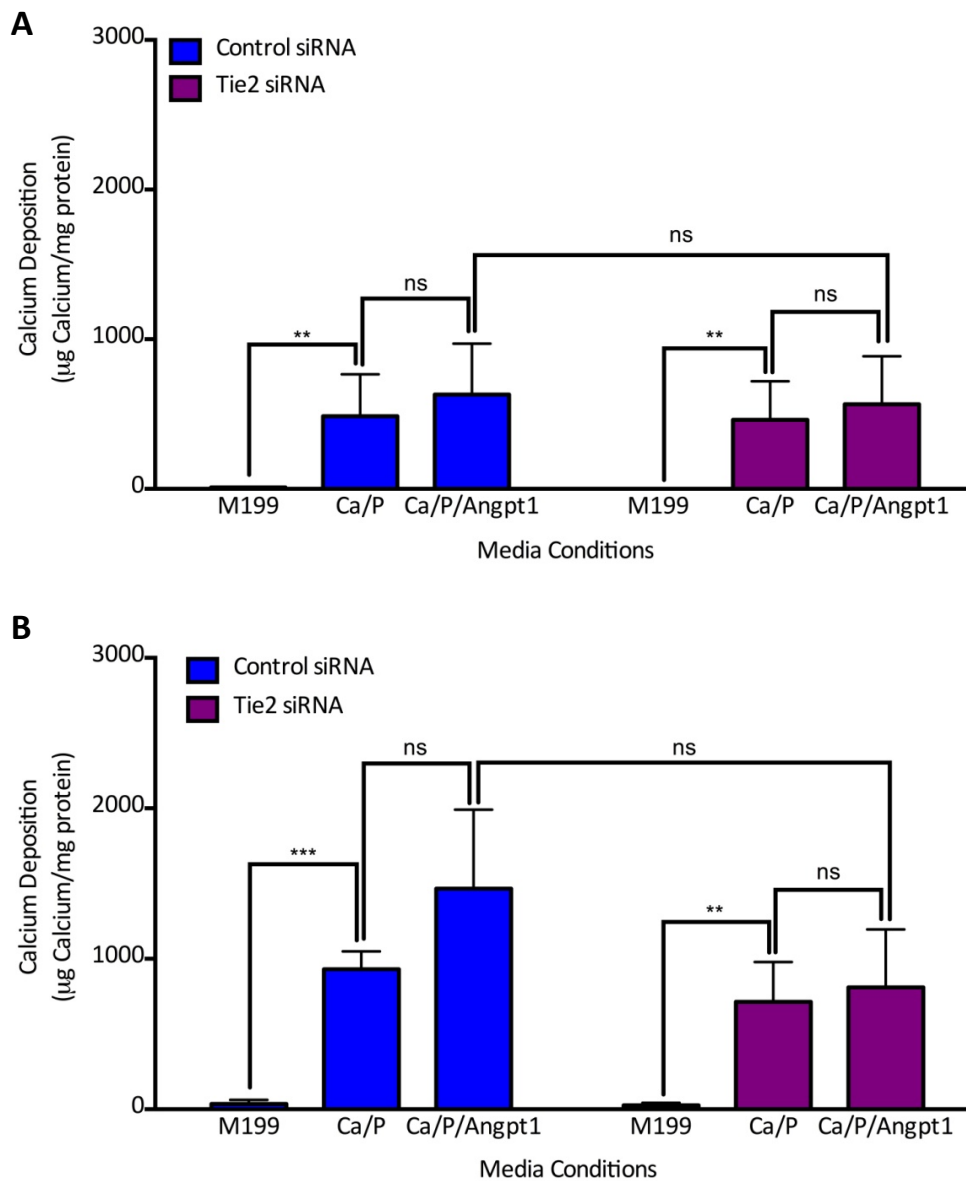 A
3000
2000
1000
0
Calcium Deposition
(µg Calcium/mg protein)
Control siRNA
Tie2 siRNA
**
ns
ns
**
ns
M199 Ca/P Ca/P/Angpt1 M199 Ca/P Ca/P/Angpt1
Media Conditions
B
3000
2000
1000
0
Calcium Deposition
(µg Calcium/mg protein)
Control siRNA
Tie2 siRNA
***
ns
ns
**
ns
M199 Ca/P Ca/P/Angpt1 M199 Ca/P Ca/P/Angpt1
Media Conditions